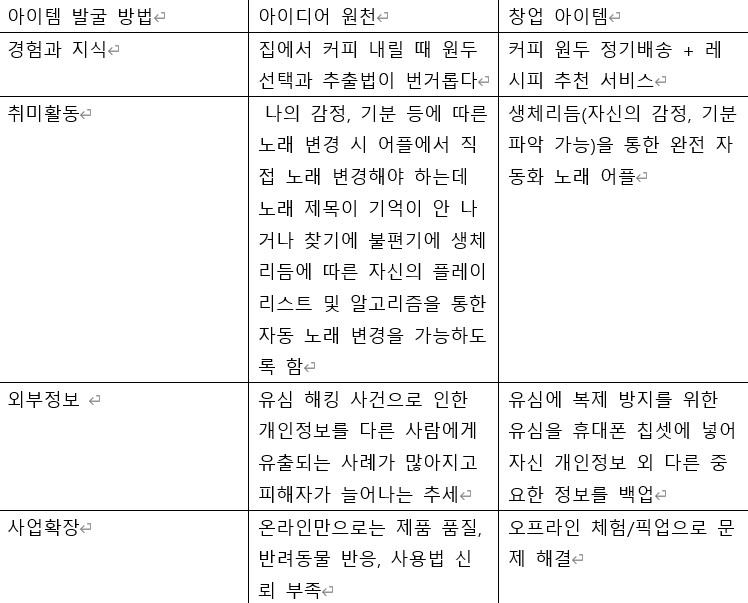 아이템 발굴 방법
아이디어 원천
창업 아이템
경험과 지식
집에서 커피 내릴 때 원두
선택과 추출법이 번거롭다
커피 원두 정기배송 + 레
시피 추천 서비스
취미활동
나의 감정, 기분 등에 따른
노래 변경 시 어플에서 직
접 노래 변경해야 하는데
노래 제목이 기억이 안 나
거나 찾기에 불편기에 생체
리듬에 따른 자신의 플레이
리스트 및 알고리즘을 통한
자동 노래 변경을 가능하도
록 함
생체리듬(자신의 감정, 기분
파악 가능)을 통한 완전 자
동화 노래 어플
외부정보
유심 해킹 사건으로 인한
개인정보를 다른 사람에게
유출되는 사례가 많아지고
피해자가 늘어나는 추세
유심에 복제 방지를 위한
유심을 휴대폰 칩셋에 넣어
자신 개인정보 외 다른 중
요한 정보를 백업
사업확장
온라인만으로는 제품 품질,
반려동물 반응, 사용법 신
뢰 부족
오프라인 체험/픽업으로 문
제 해결